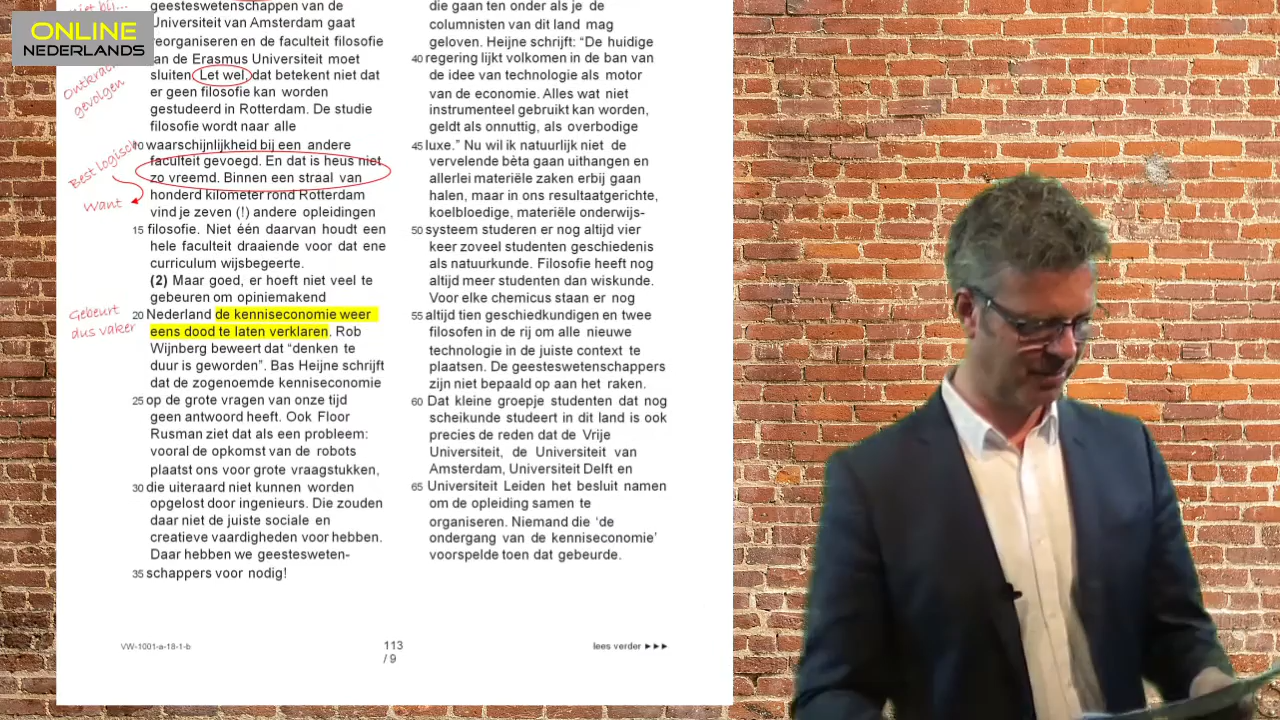 ONLINE
NEDERLANDS
geesteswetenschappen van de
Universiteit van Amsterdam gaat
reorganiseren en de faculteit filosofie
van de Erasmus Universiteit moet
sluiten. Let wel, dat betekent niet dat
er geen filosofie kan worden
gestudeerd in Rotterdam. De studie
filosofie wordt naar alle
10 waarschijnlijkheid bij een andere
faculteit gevoegd. En dat is heus niet
zo vreemd. Binnen een straal van
honderd kilometer rond Rotterdam
vind je zeven (!) andere opleidingen
15 filosofie. Niet één daarvan houdt een
hele faculteit draaiende voor dat ene
curriculum wijsbegeerte.
(2) Maar goed, er hoeft niet veel te
gebeuren om opiniemakend
20 Nederland de kenniseconomie weer
eens dood te laten verklaren. Rob
Wijnberg beweert dat “denken te
duur is geworden”. Bas Heijne schrijft
dat de zogenoemde kenniseconomie
25 op de grote vragen van onze tijd
geen antwoord heeft. Ook Floor
Rusman ziet dat als een probleem:
vooral de opkomst van de robots
plaatst ons voor grote vraagstukken,
30 die uiteraard niet kunnen worden
opgelost door ingenieurs. Die zouden
daar niet de juiste sociale en
creatieve vaardigheden voor hebben.
Daar hebben we geestesweten-
35 schappers voor nodig!
niet bij...
Ontkrach
gevolgen
Best logisch
Want
Gebeurt
dus vaker
die gaan ten onder als je de
columnisten van dit land mag
geloven. Heijne schrijft: “De huidige
40 regering lijkt volkomen in de ban van
de idee van technologie als motor
van de economie. Alles wat niet
instrumenteel gebruikt kan worden,
geldt als onnuttig, als overbodige
45 luxe.” Nu wil ik natuurlijk niet de
vervelende bèta gaan uithangen en
allerlei materiële zaken erbij gaan
halen, maar in ons resultaatgerichte,
koelbloedige, materiële onderwijs-
50 systeem studeren er nog altijd vier
keer zoveel studenten geschiedenis
als natuurkunde. Filosofie heeft nog
altijd meer studenten dan wiskunde.
Voor elke chemicus staan er nog
55 altijd tien geschiedkundigen en twee
filosofen in de rij om alle nieuwe
technologie in de juiste context te
plaatsen. De geesteswetenschappers
zijn niet bepaald op aan het raken.
60 Dat kleine groepje studenten dat nog
scheikunde studeert in dit land is ook
precies de reden dat de Vrije
Universiteit, de Universiteit van
Amsterdam, Universiteit Delft en
65 Universiteit Leiden het besluit namen
om de opleiding samen te
organiseren. Niemand die ‘de
ondergang van de kenniseconomie’
voorspelde toen dat gebeurde.
VW-1001-a-18-1-b
113
/ 9
lees verder ►►►